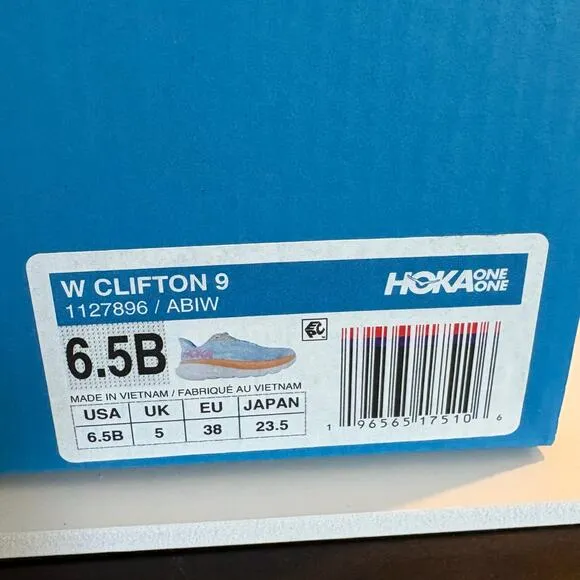 W CLIFTON 9
1127896 / ABIW
HOKA ONE ONE
6.5B
HOKA
MADE IN VIETNAM / FABRIQUÉ AU VIETNAM
USA UK EU JAPAN
6.5B 5 38 23.5
1 96565 17510 6